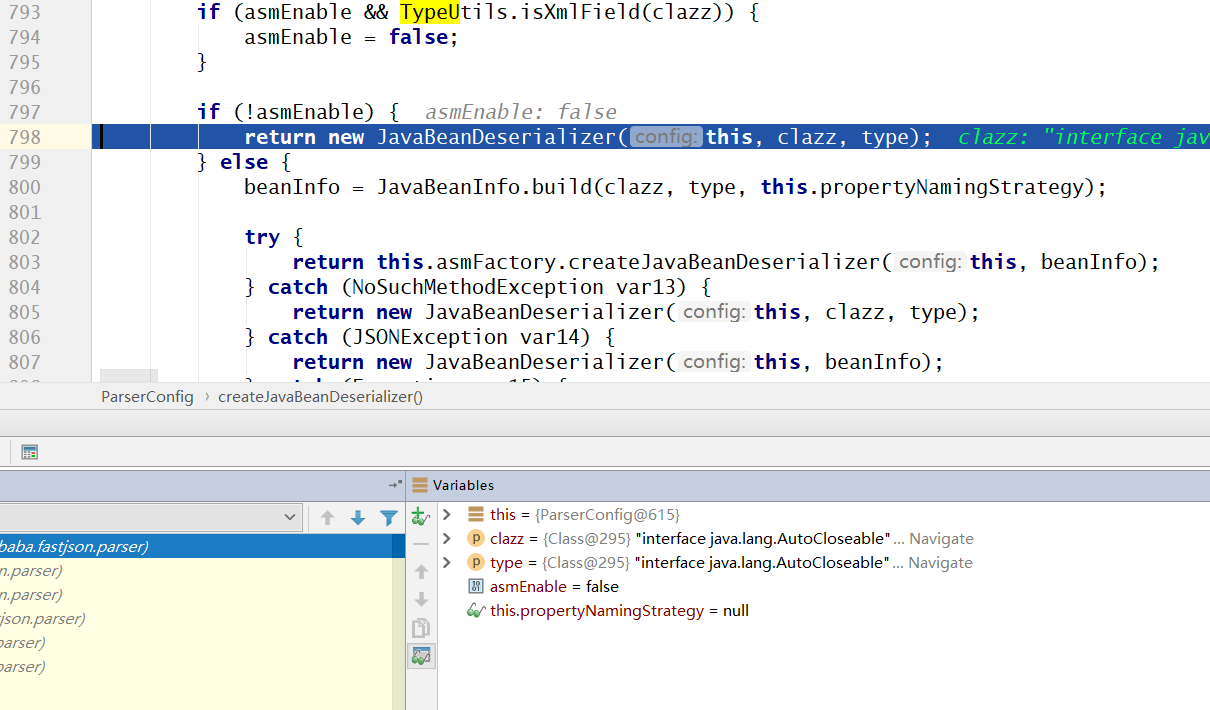 793 if (asmEnable && TypeUtils.isXmlField(clazz)) {
794 asmEnable = false;
795 }
796
797 if (!asmEnable) { asmEnable: false
798 return new JavaBeanDeserializer( config: this, clazz, type); clazz: "interface jav
799 } else {
800 beanInfo = JavaBeanInfo.build(clazz, type, this.propertyNamingStrategy);
801
802 try {
803 return this.asmFactory.createJavaBeanDeserializer( config: this, beanInfo);
804 } catch (NoSuchMethodException var13) {
805 return new JavaBeanDeserializer( config: this, clazz, type);
806 } catch (JSONException var14) {
807 return new JavaBeanDeserializer( config: this, beanInfo);
ParserConfig › createJavaBeanDeserializer()
Variables
baba.fastjson.parser)
n.parser)
n.parser)
tjson.parser)
parser)
parser)
this = {ParserConfig@615}
clazz = {Class@295} "interface java.lang.AutoCloseable" ... Navigate
type = {Class@295} "interface java.lang.AutoCloseable" ... Navigate
asmEnable = false
this.propertyNamingStrategy = null